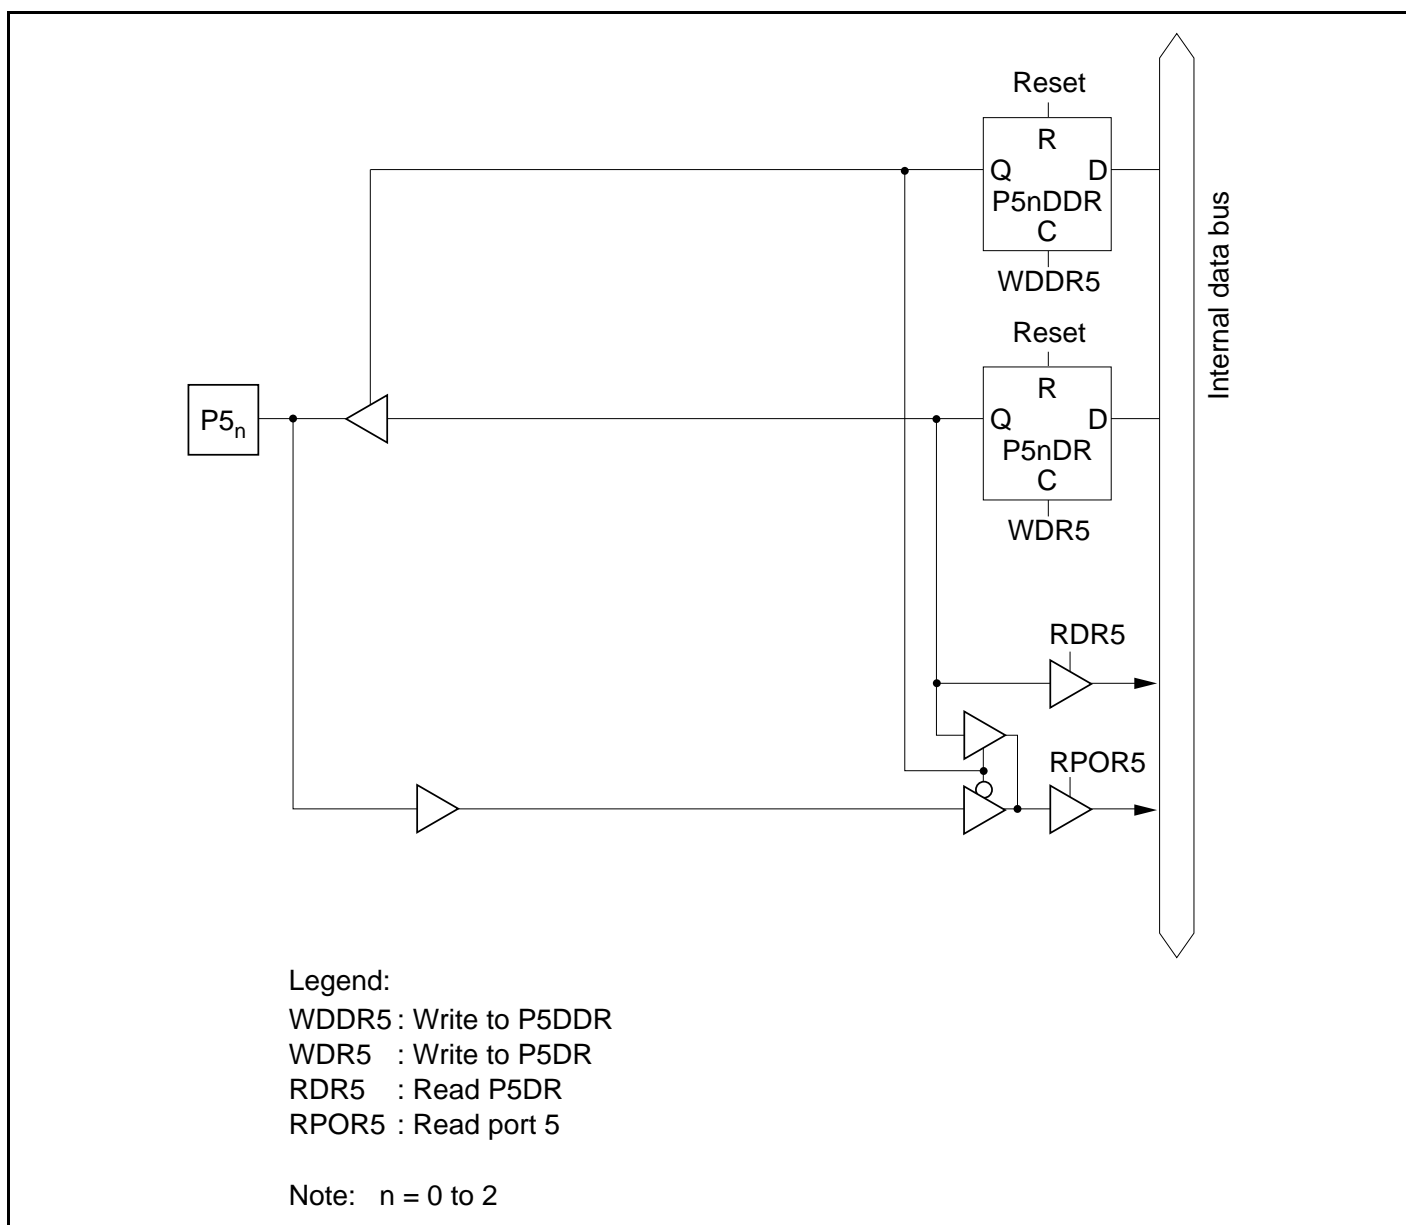 Reset
R
Q D
P5nDDR
C
WDDR5
Internal data bus
Reset
R
P5n
Q D
P5nDR
C
WDR5
RDR5
RPOR5
Legend:
WDDR5 : Write to P5DDR
WDR5 : Write to P5DR
RDR5 : Read P5DR
RPOR5 : Read port 5
Note: n = 0 to 2